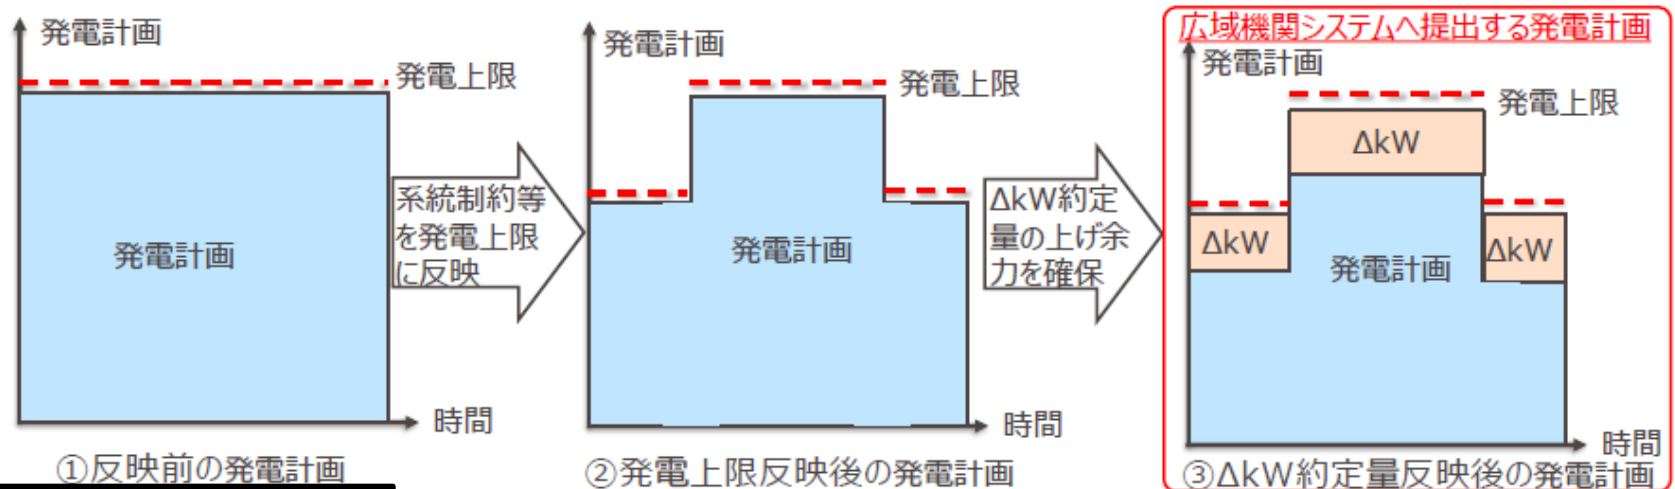 発電計画
発電上限
発電計画
①反映前の発電計画
時間
系統制約等
を発電上限
に反映
発電計画
発電上限
発電計画
時間
②発電上限反映後の発電計画
ΔkW約定
量の上げ余
力を確保
広域機関システムへ提出する発電計画
発電計画
発電上限
ΔkW
ΔkW
ΔkW
発電計画
時間
③ΔkW約定量反映後の発電計画